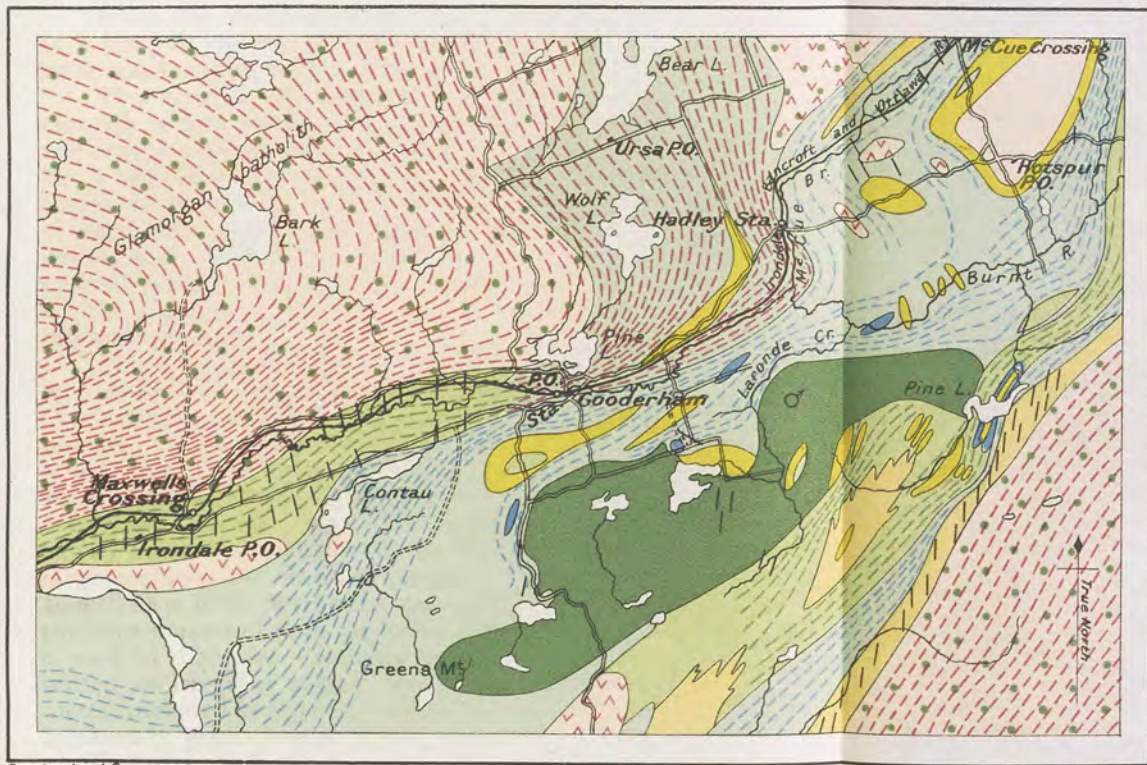 McCue Crossing
Bear L.
Bancroft and Ottawa Ry.
Glamorgan batholith
Ursa P.O.
Hotspur
P.O.
Wolf
L.
Br.
Bark
L.
Hadley Sta.
Irondale
McCue
Burnt R.
Pine
L.
Laronde Cr.
P.O.
Sta.
Gooderham
Pine L.
♂
Maxwells
Crossing
Contau
L.
Irondale P.O.
True North
Greens Mt.